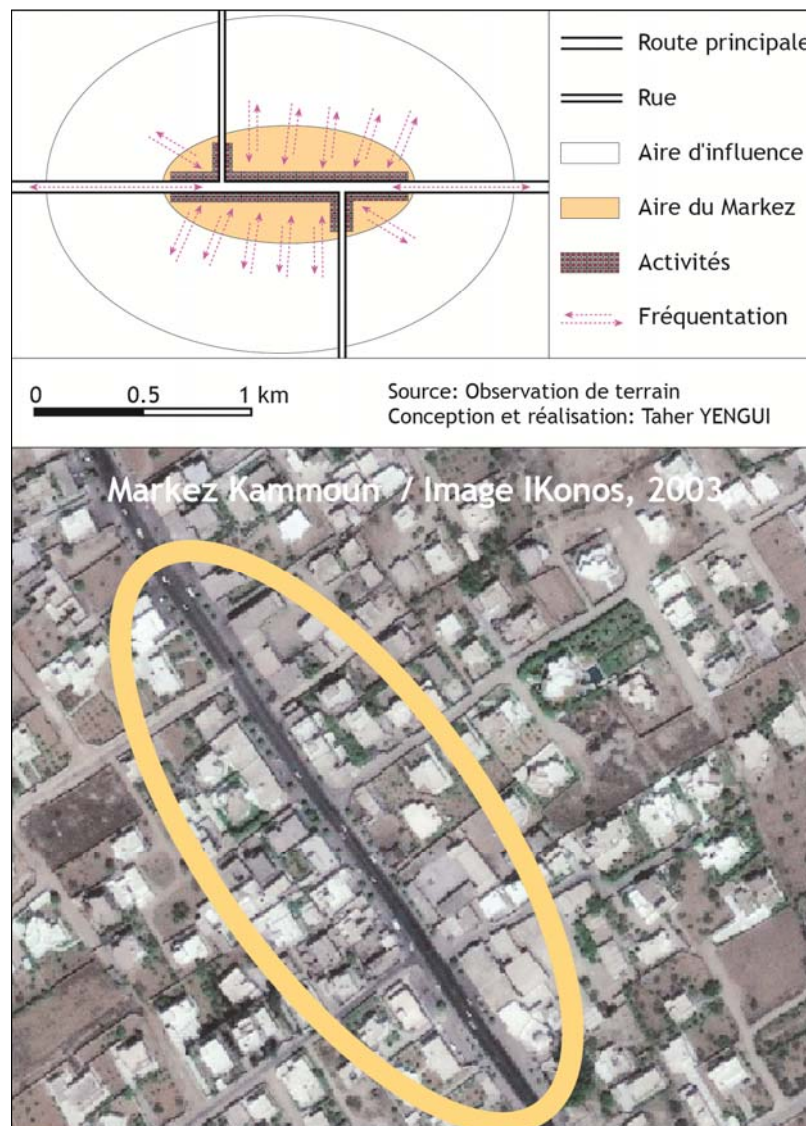 Route principale
Rue
Aire d'influence
Aire du Markez
Activités
Fréquentation
0 0.5 1 km
Source: Observation de terrain
Conception et réalisation: Taher YENGUI
Markez Kammoun / Image IKonos, 2003